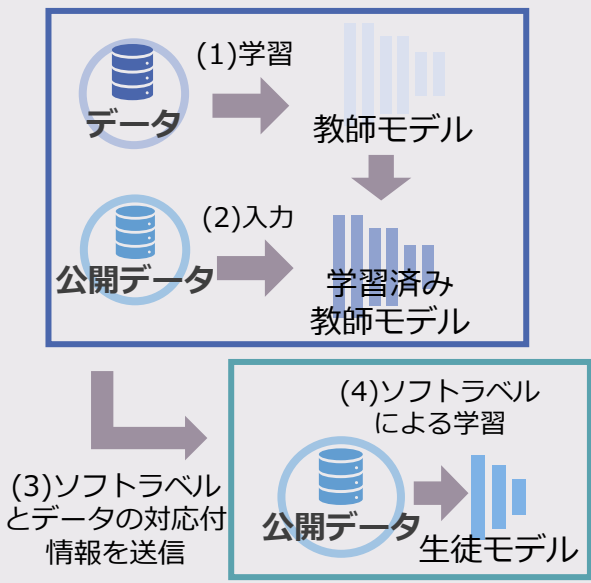 (1)学習
データ
教師モデル
(2)入力
公開データ
学習済み
教師モデル
(3)ソフトラベル
とデータの対応付
情報を送信
(4)ソフトラベル
による学習
公開データ
生徒モデル